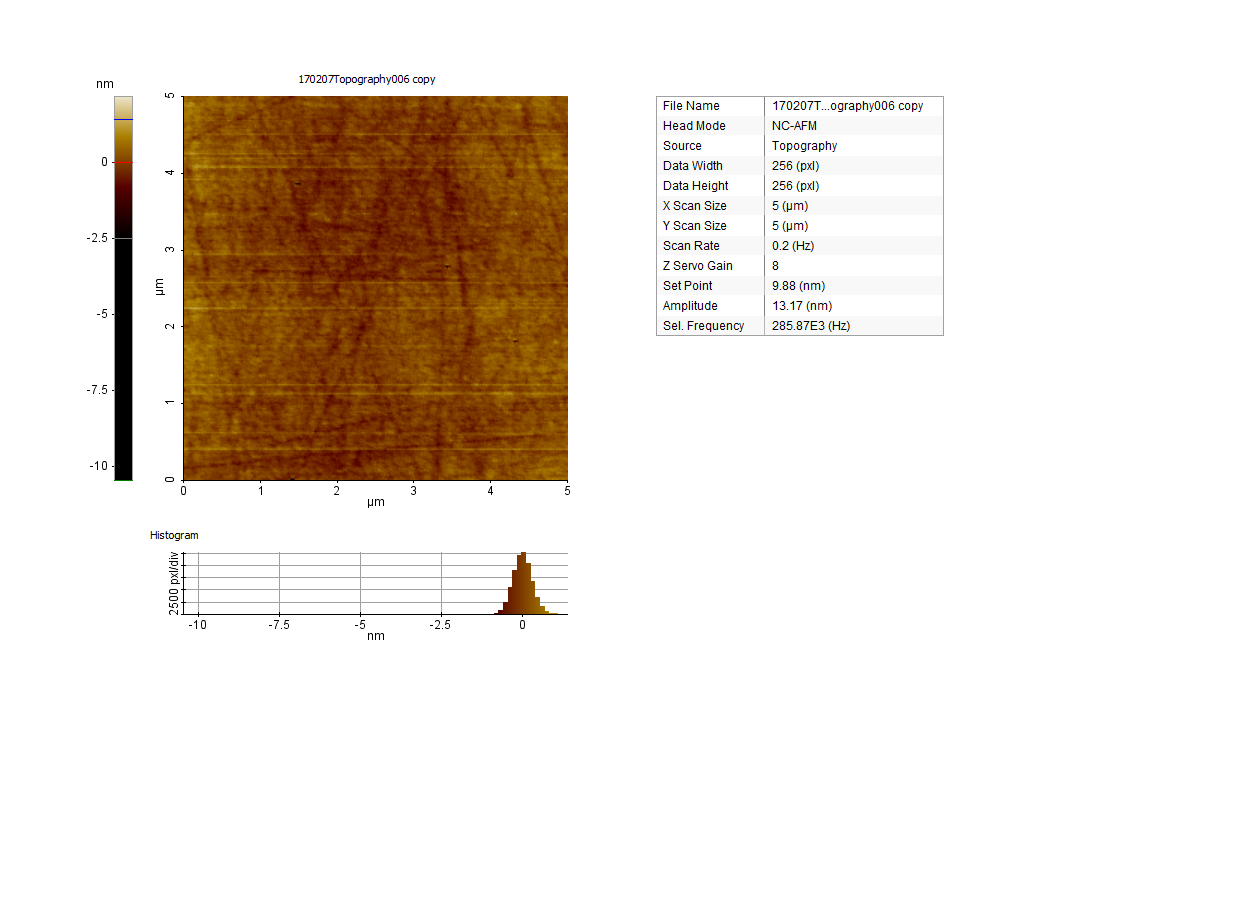 170207Topography006 copy
nm
0
-2.5
-5
-7.5
-10
5
4
3
2
1
0
µm
0 1 2 3 4 5
µm
File Name 170207T...ography006 copy
Head Mode NC-AFM
Source Topography
Data Width 256 (pxl)
Data Height 256 (pxl)
X Scan Size 5 (µm)
Y Scan Size 5 (µm)
Scan Rate 0.2 (Hz)
Z Servo Gain 8
Set Point 9.88 (nm)
Amplitude 13.17 (nm)
Sel. Frequency 285.87E3 (Hz)
Histogram
2500 pxl/div
-10 -7.5 -5 -2.5 0
nm